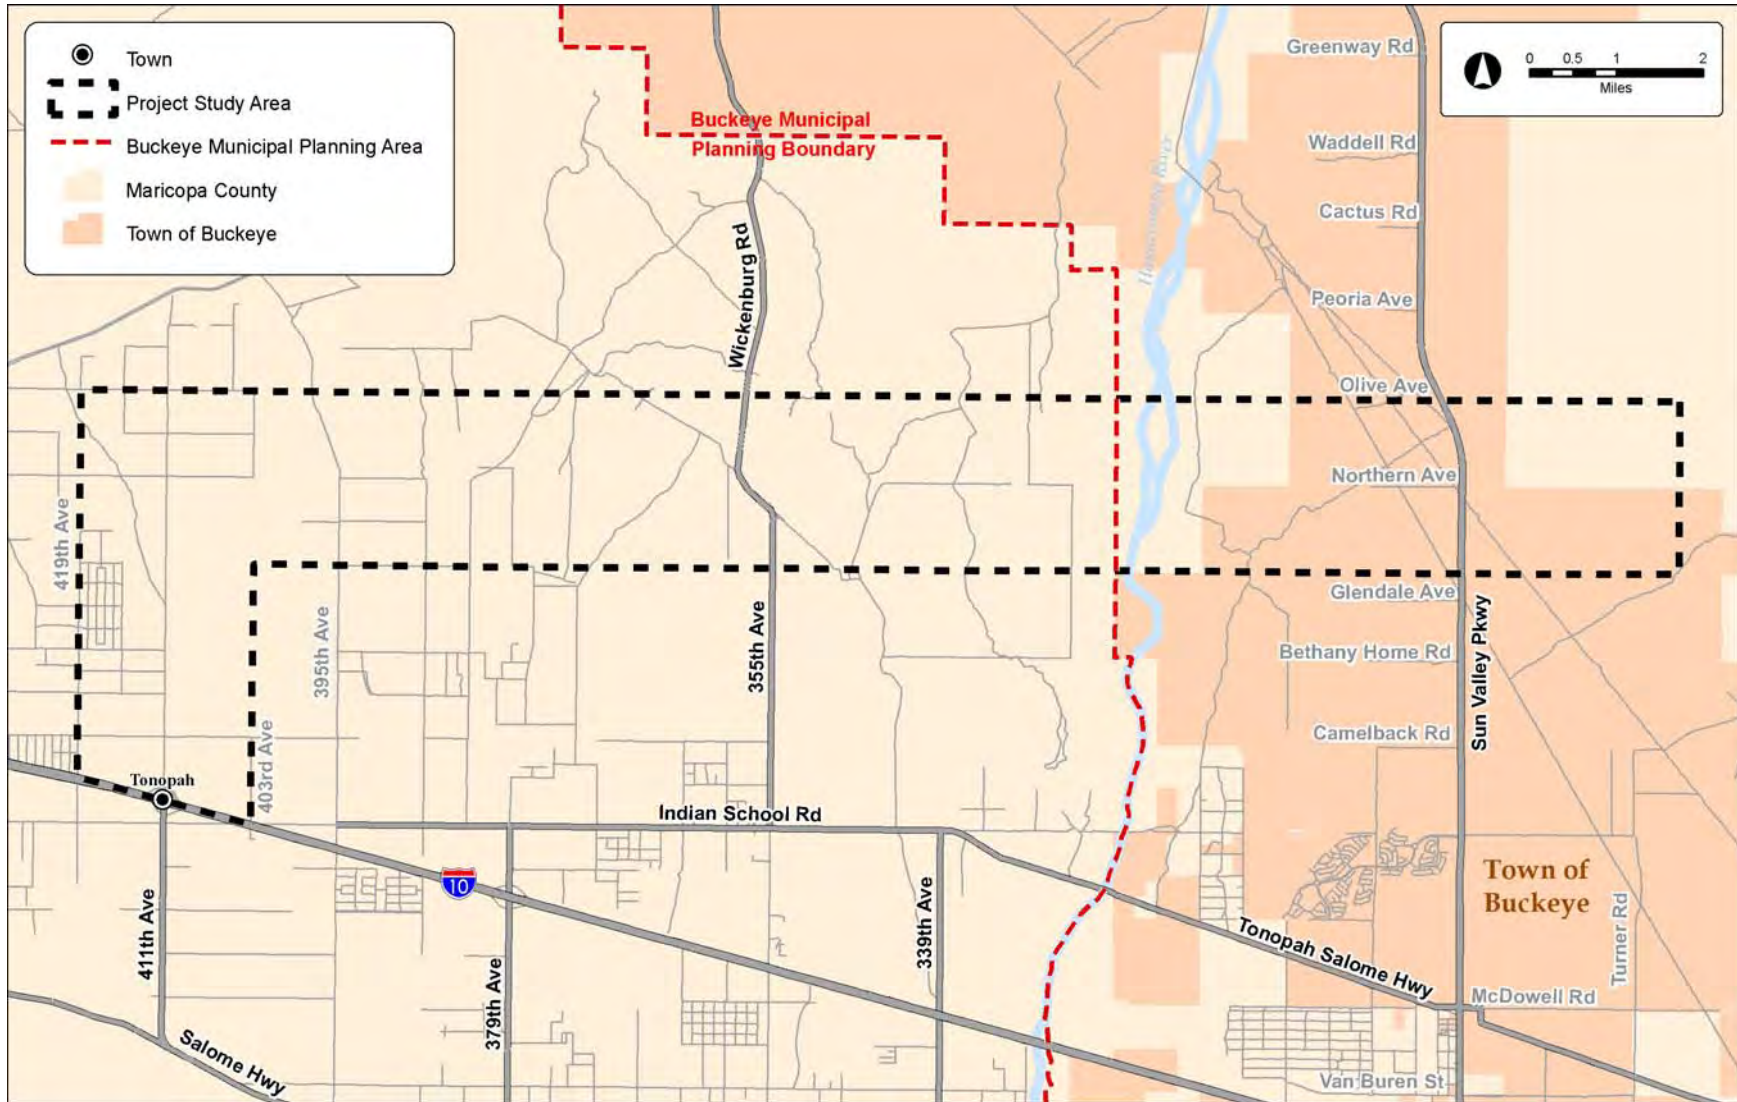 Town
Project Study Area
Buckeye Municipal Planning Area
Maricopa County
Town of Buckeye
0 0.5 1 2
Miles
Greenway Rd
Buckeye Municipal
Planning Boundary
Waddell Rd
Hassayampa River
Cactus Rd
Wickenburg Rd
Peoria Ave
Olive Ave
Northern Ave
419th Ave
Glendale Ave
395th Ave
355th Ave
Bethany Home Rd
Sun Valley Pkwy
Camelback Rd
403rd Ave
Tonopah
Indian School Rd
10
Town of
Buckeye
411th Ave
339th Ave
Turner Rd
Tonopah Salome Hwy
379th Ave
McDowell Rd
Salome Hwy
Van Buren St